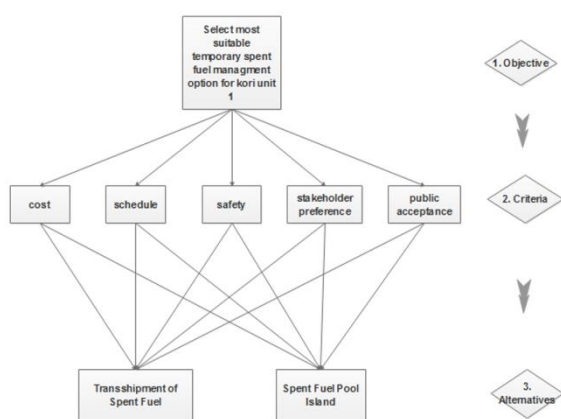 Select most
suitable
temporary spent
fuel managment
option for kori unit
1
1. Objective
cost
schedule
safety
stakeholder
preference
public
acceptance
2. Criteria
Transshipment of
Spent Fuel
Spent Fuel Pool
Island
3.
Alternatives